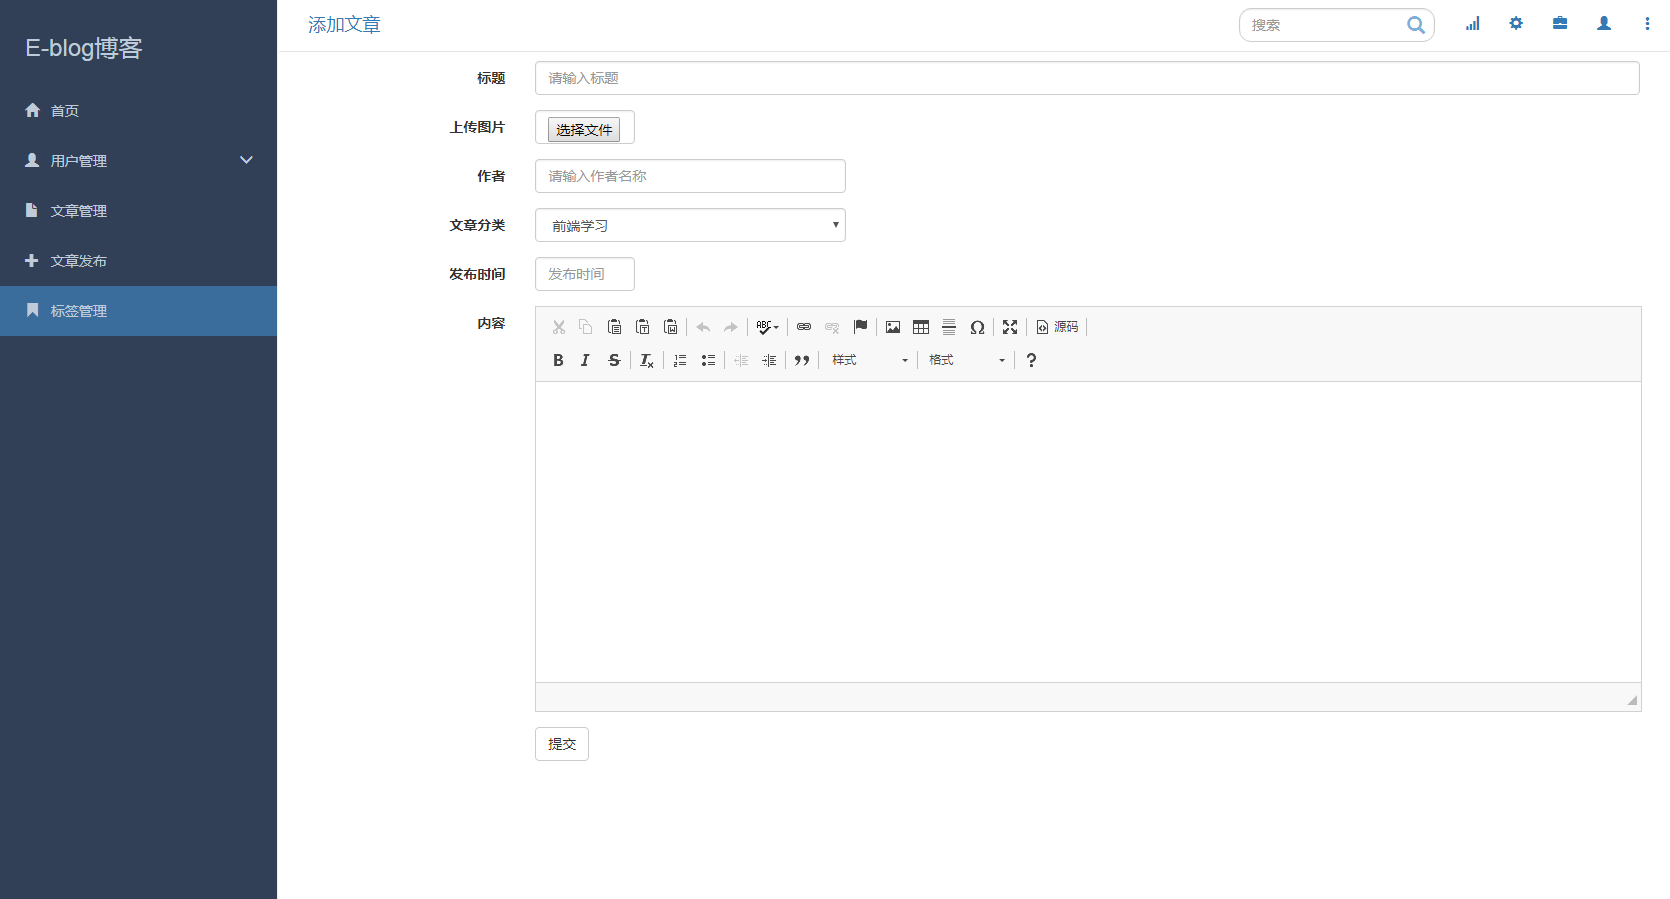 E-blog博客
首页
用户管理
文章管理
文章发布
标签管理
添加文章
搜索
标题
请输入标题
上传图片
选择文件
作者
请输入作者名称
文章分类
前端学习
发布时间
发布时间
内容
ABC
源码
B I S Tx
样式
格式
?
提交